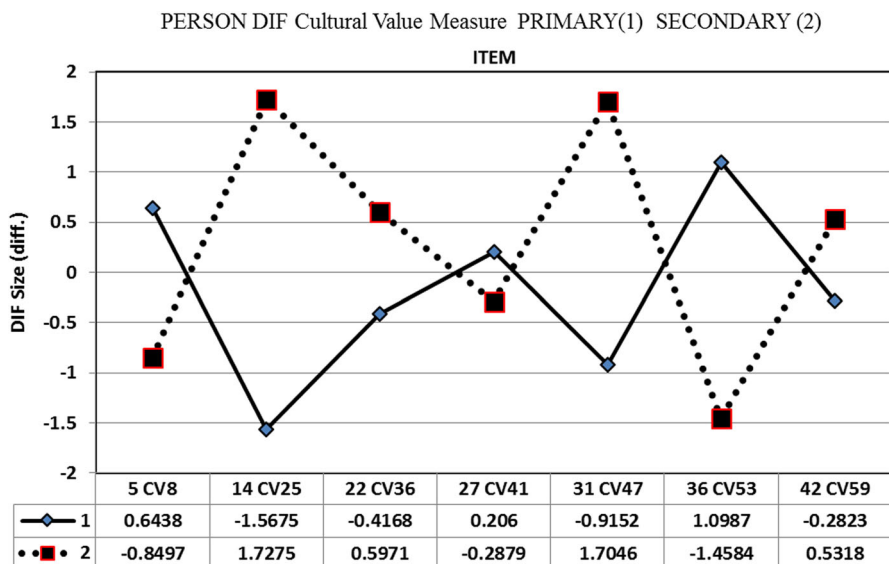 PERSON DIF Cultural Value Measure PRIMARY(1) SECONDARY (2)
ITEM
2
1.5
1
0.5
0
-0.5
-1
-1.5
-2
DIF Size (diff.)
5 CV8 14 CV25 22 CV36 27 CV41 31 CV47 36 CV53 42 CV59
1 0.6438 -1.5675 -0.4168 0.206 -0.9152 1.0987 -0.2823
2 -0.8497 1.7275 0.5971 -0.2879 1.7046 -1.4584 0.5318